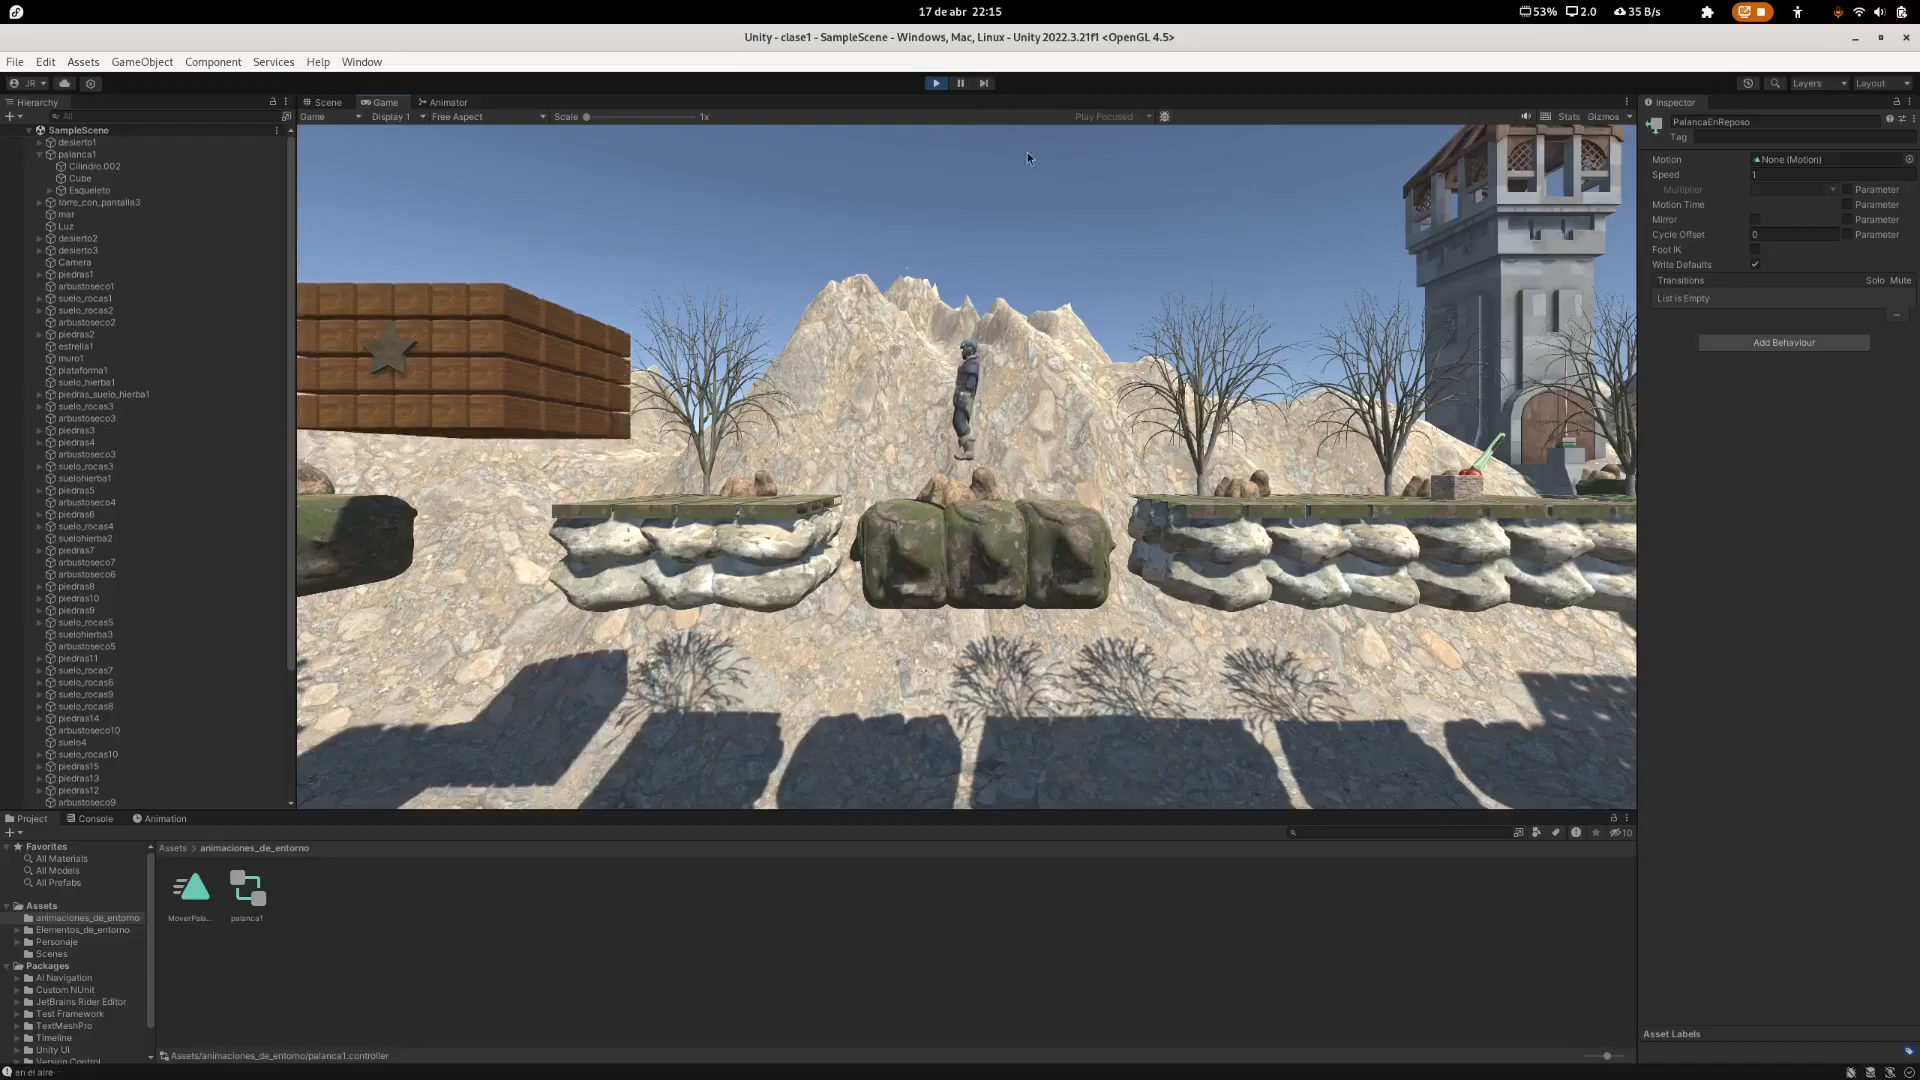 17 de abr  22:15
53%  2.0  35 B/s
Unity - clase1 - SampleScene - Windows, Mac, Linux - Unity 2022.3.21f1 <OpenGL 4.5>
File Edit Assets GameObject Component Services Help Window
JR
Layers Layout
Hierarchy
Scene Game Animator
Inspector
All
Game Display 1 Free Aspect Scale 1x Play Focused Stats Gizmos
SampleScene
desierto1
palanca1
Cilindro.002
Cube
Esqueleto
torre_con_pantalla3
mar
Luz
desierto2
desierto3
Camera
piedras1
arbustoseco1
suelo_rocas1
suelo_rocas2
arbustoseco2
piedras2
estrella1
muro1
plataforma1
suelo_hierba1
piedras_suelo_hierba1
suelo_rocas3
arbustoseco3
piedras3
piedras4
arbustoseco3
suelo_rocas3
suelohierba1
piedras5
arbustoseco4
piedras6
suelo_rocas4
suelohierba2
piedras7
arbustoseco7
arbustoseco6
piedras8
piedras10
piedras9
suelo_rocas5
suelohierba3
arbustoseco5
piedras11
suelo_rocas7
suelo_rocas6
suelo_rocas9
suelo_rocas8
piedras14
arbustoseco10
suelo4
suelo_rocas10
piedras15
piedras13
piedras12
arbustoseco9
PalancaEnReposo
Tag
Motion None (Motion)
Speed 1
Multiplier Parameter
Motion Time Parameter
Mirror Parameter
Cycle Offset 0 Parameter
Foot IK
Write Defaults
Transitions Solo Mute
List is Empty
Add Behaviour
Asset Labels
Project Console Animation
10
Favorites
All Materials
All Models
All Prefabs
Assets
animaciones_de_entorno
Elementos_de_entorno
Personaje
Scenes
Packages
AI Navigation
Custom NUnit
JetBrains Rider Editor
Test Framework
TextMeshPro
Timeline
Unity UI
Version Control
Assets > animaciones_de_entorno
MoverPala... palanca1
Assets/animaciones_de_entorno/palanca1.controller
en el aire